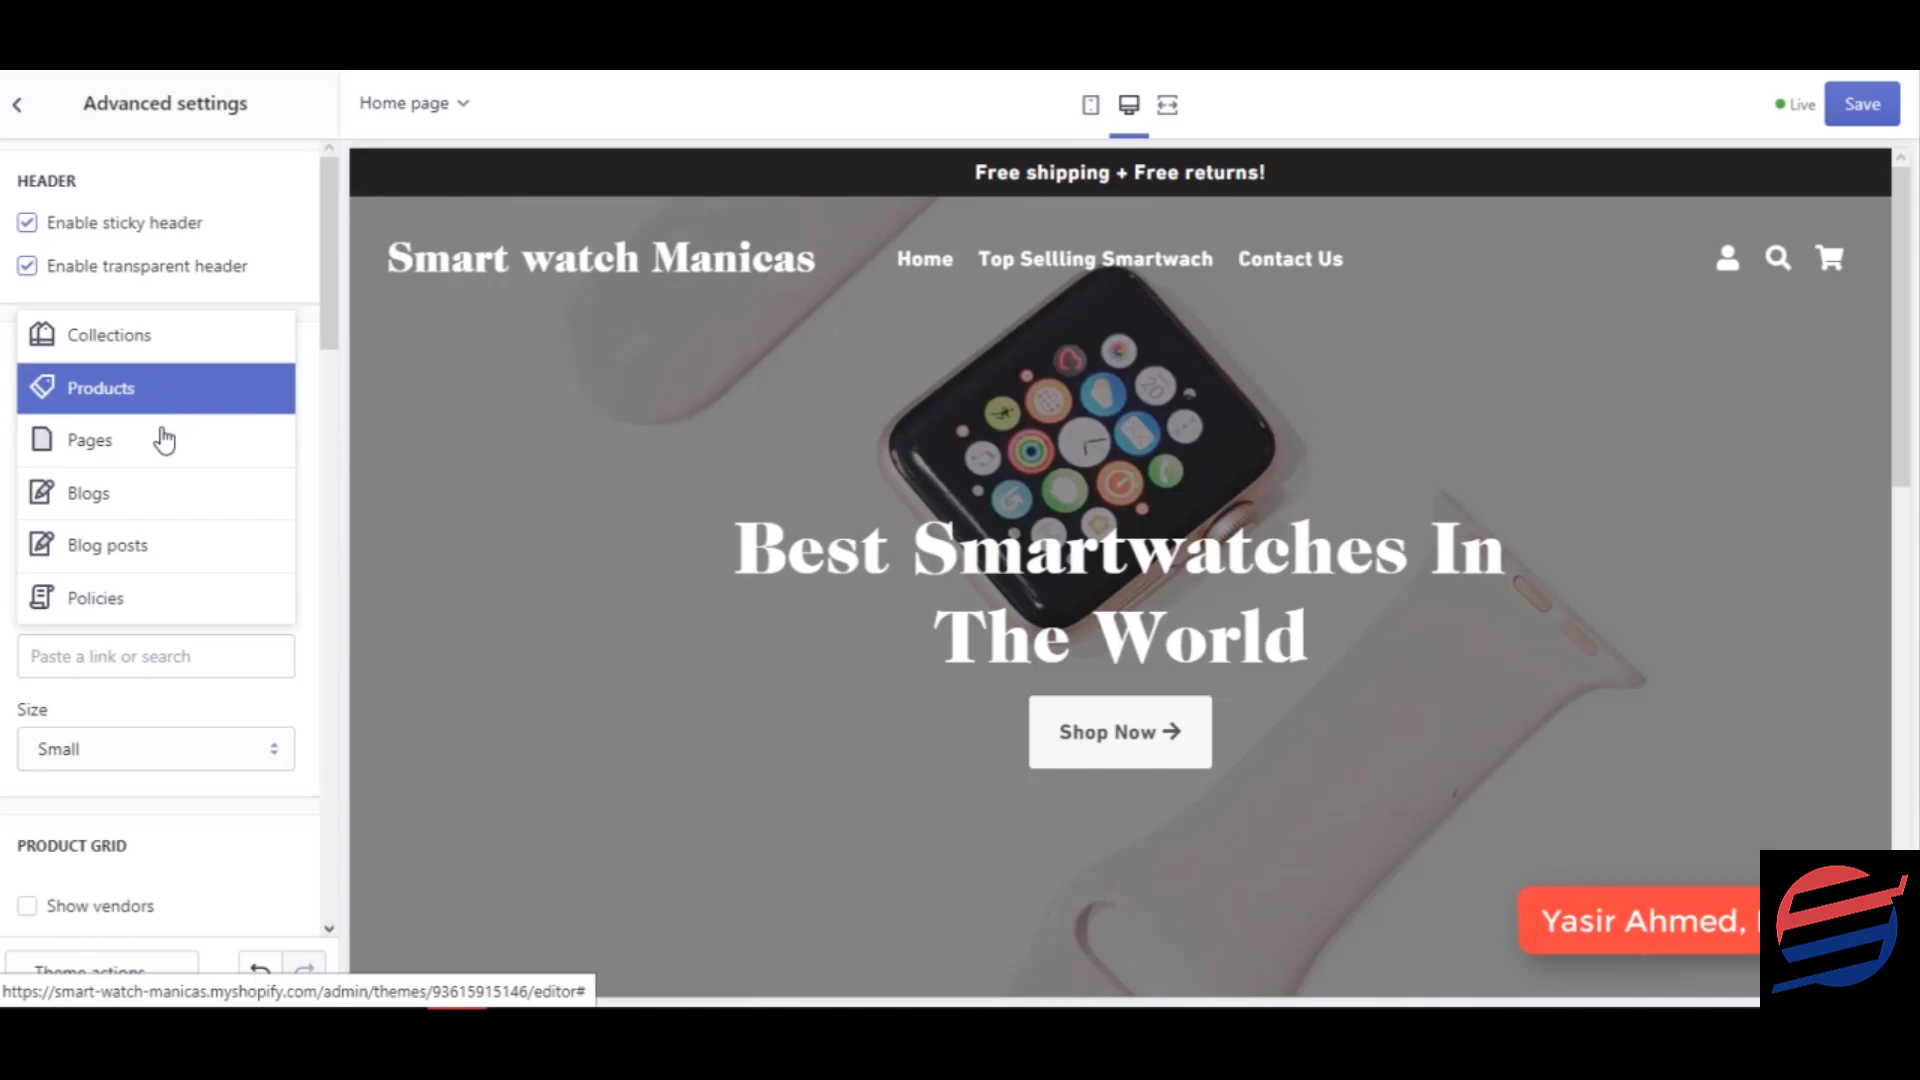 Advanced settings
Home page
Live
Save
HEADER
Enable sticky header
Enable transparent header
Collections
Products
Pages
Blogs
Blog posts
Policies
Paste a link or search
Size
Small
PRODUCT GRID
Show vendors
Theme actions
https://smart-watch-manicas.myshopify.com/admin/themes/93615915146/editor#
Free shipping + Free returns!
Smart watch Manicas
Home
Top Sellling Smartwach
Contact Us
Best Smartwatches In
The World
Shop Now
Yasir Ahmed,